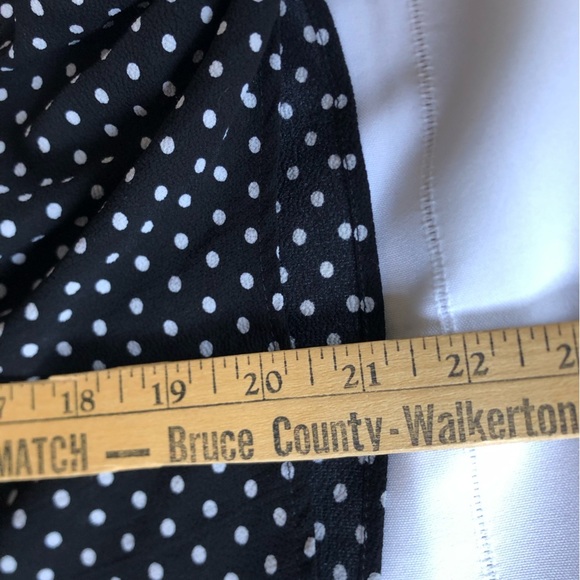 18 19 20 21 22
MATCH — Bruce County-Walkerton